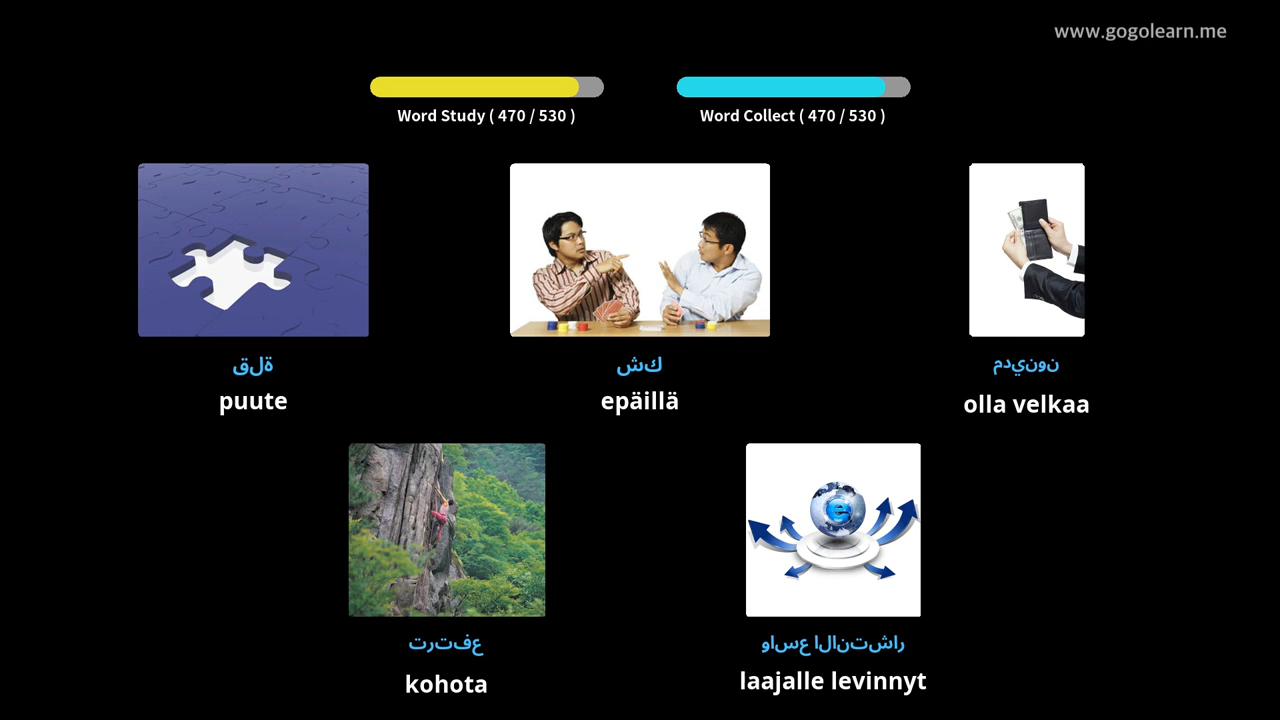 www.gogolearn.me
Word Study ( 470 / 530 )
Word Collect ( 470 / 530 )
قلة
puute
شك
epäillä
مدينون
olla velkaa
ترتفع
kohota
واسع الانتشار
laajalle levinnyt